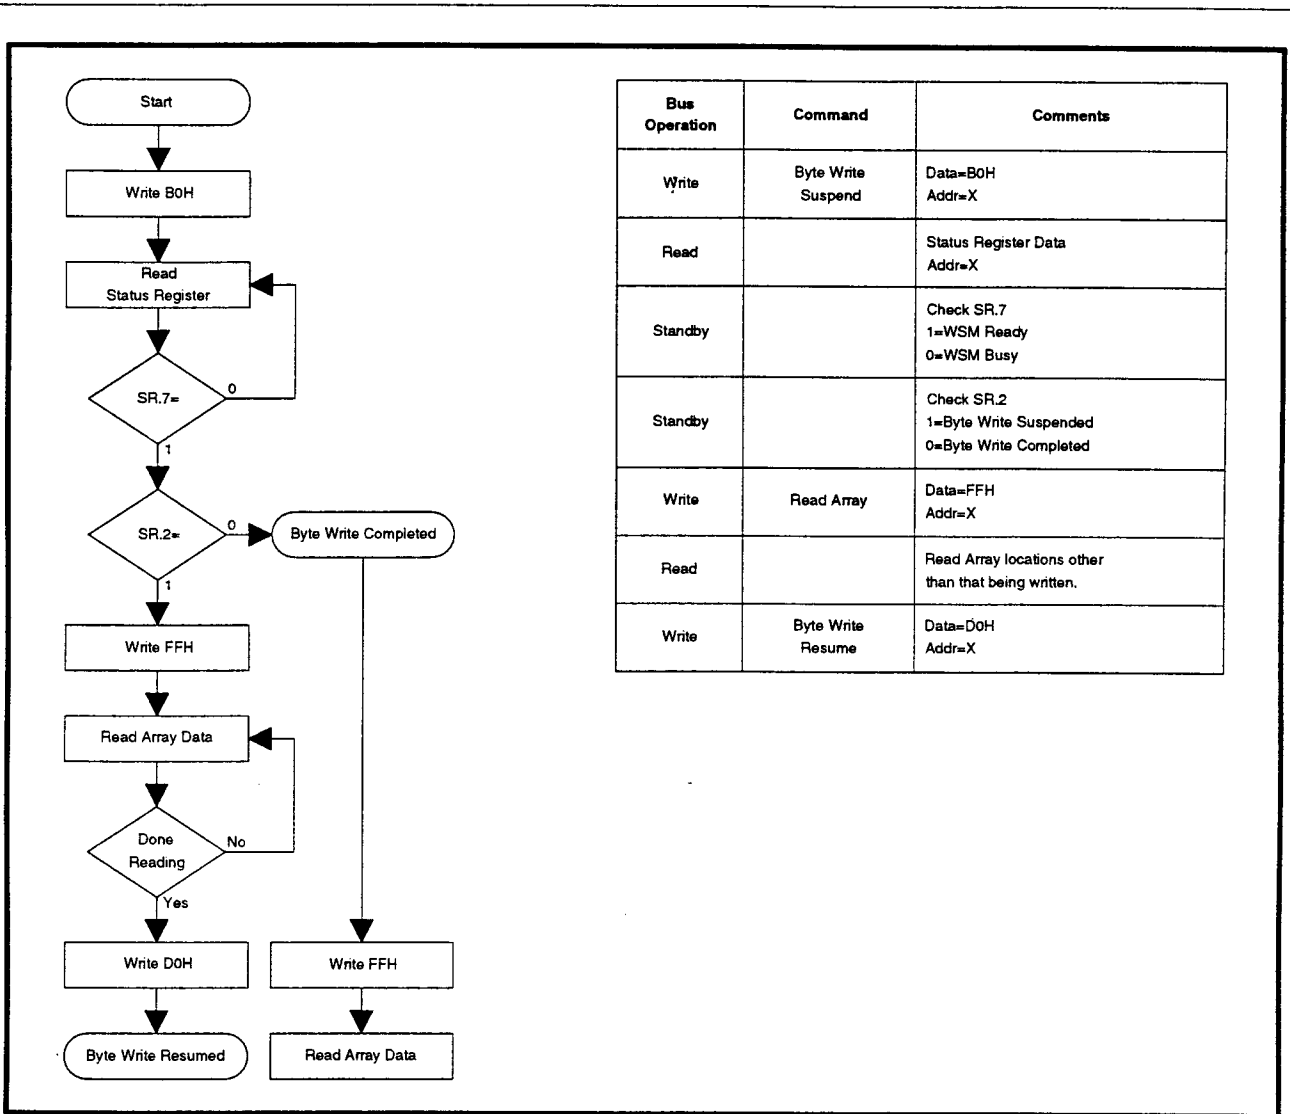 Start
Write B0H
Read
Status Register
SR.7=
0
1
SR.2=
0
Byte Write Completed
1
Write FFH
Read Array Data
Done
Reading
No
Yes
Write D0H
Write FFH
Byte Write Resumed
Read Array Data
Bus
Operation
Command
Comments
Write
Byte Write
Suspend
Data=B0H
Addr=X
Read
Status Register Data
Addr=X
Standby
Check SR.7
1=WSM Ready
0=WSM Busy
Standby
Check SR.2
1=Byte Write Suspended
0=Byte Write Completed
Write
Read Array
Data=FFH
Addr=X
Read
Read Array locations other
than that being written.
Write
Byte Write
Resume
Data=D0H
Addr=X